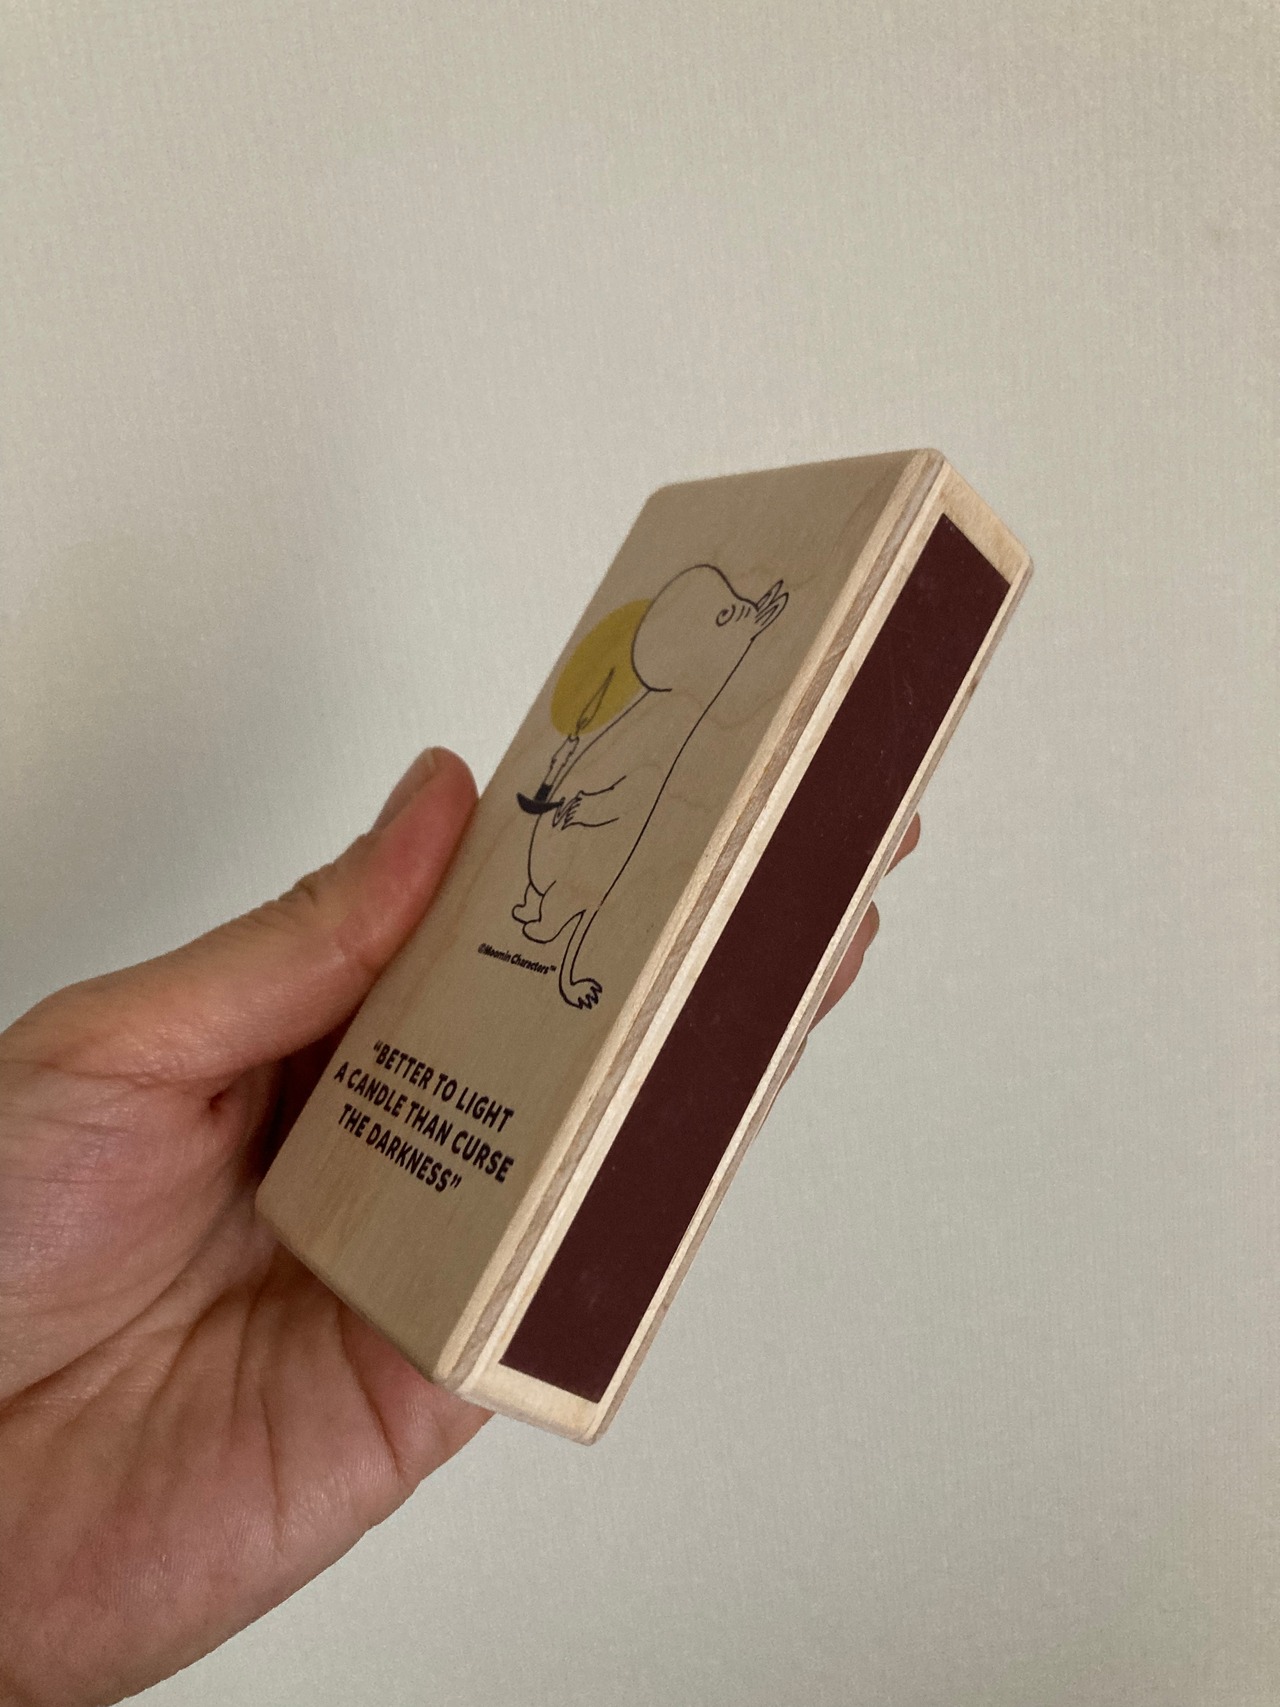 ©Moomin Characters™
“BETTER TO LIGHT
A CANDLE THAN CURSE
THE DARKNESS”